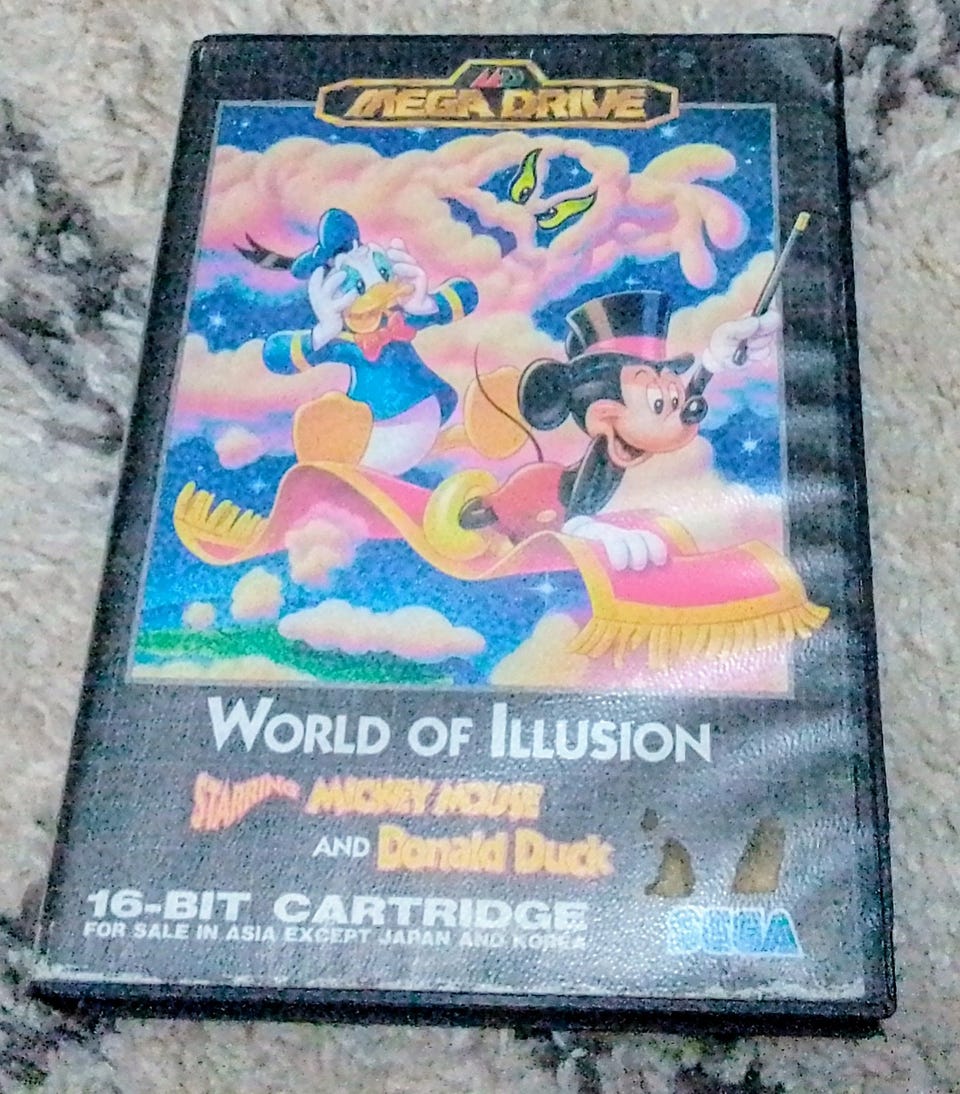 MEGA DRIVE
WORLD OF ILLUSION
STARRING MICKEY MOUSE
AND Donald Duck
16-BIT CARTRIDGE
FOR SALE IN ASIA EXCEPT JAPAN AND KOREA
SEGA